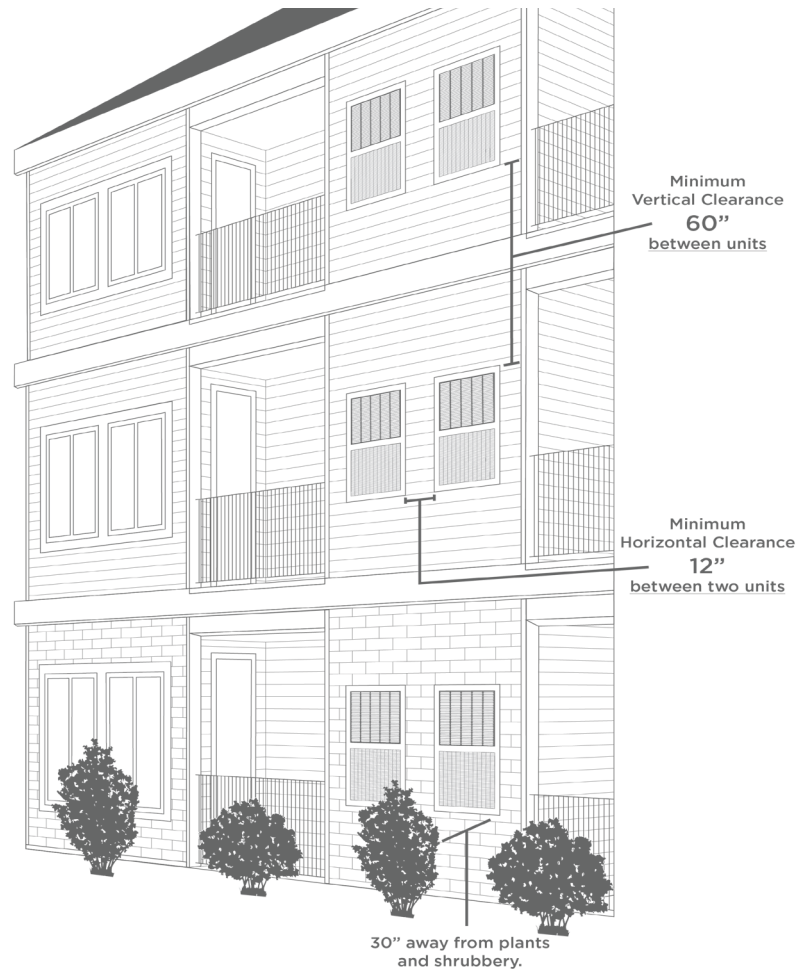 Minimum
Vertical Clearance
60”
between units
Minimum
Horizontal Clearance
12”
between two units
30” away from plants
and shrubbery.